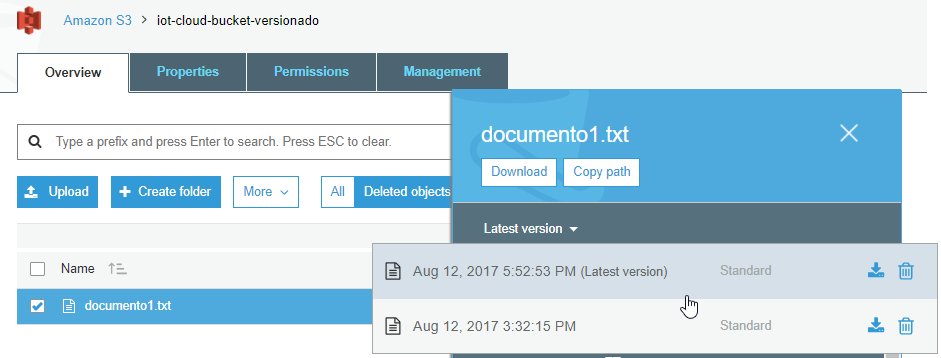 Amazon S3 > iot-cloud-bucket-versionado
Overview Properties Permissions Management
documento1.txt
Type a prefix and press Enter to search. Press ESC to clear.
Download Copy path
Upload Create folder More All Deleted objects
Latest version
Name
Aug 12, 2017 5:52:53 PM (Latest version) Standard
documento1.txt
Aug 12, 2017 3:32:15 PM Standard